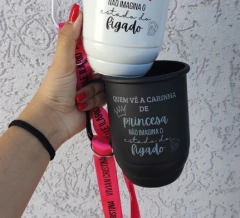 NÃO IMAGINA O
estado do
fígado
QUEM VÊ A CARINHA
DE
princesa
NÃO IMAGINA O
estado do
fígado